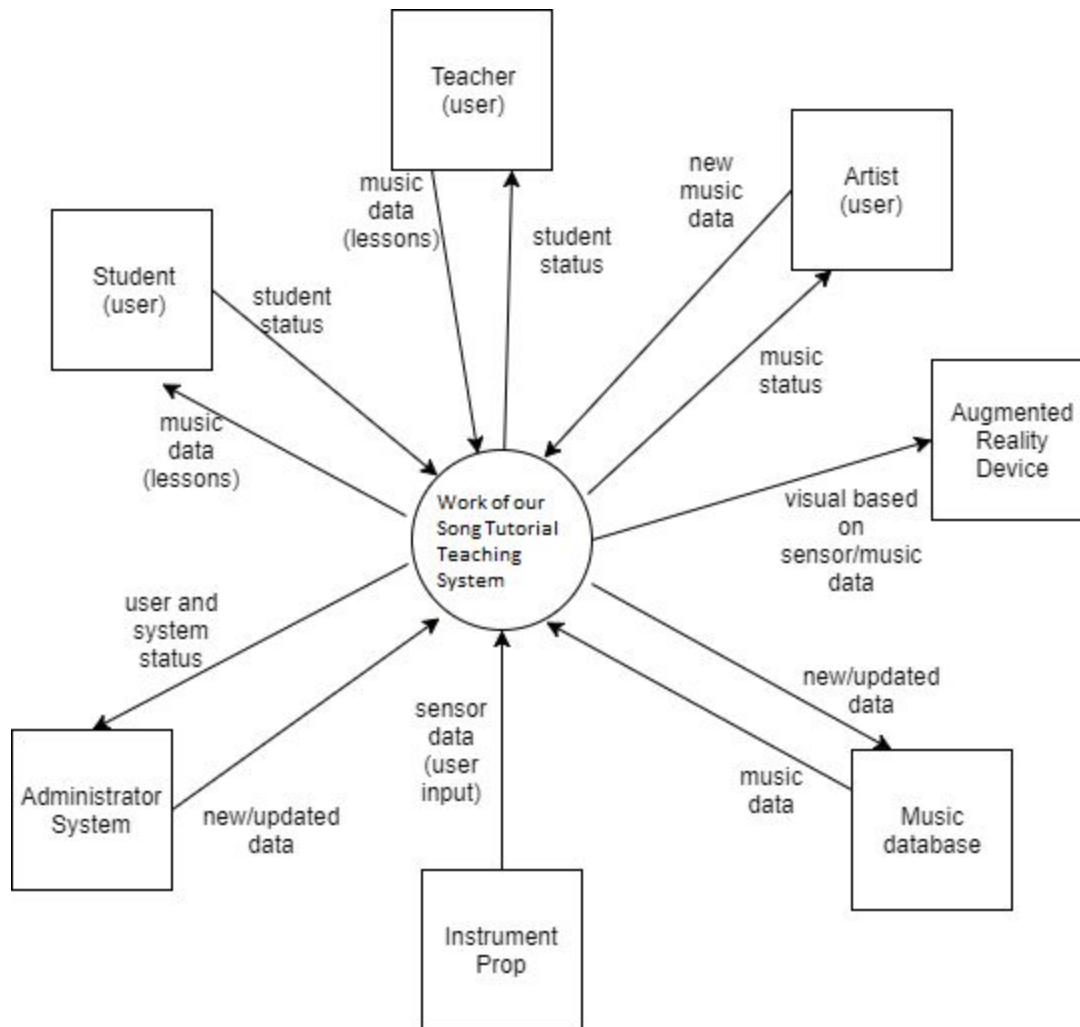 Teacher
(user)
Artist
(user)
new
music
data
music
data
(lessons)
student
status
Student
(user)
student
status
music
status
Augmented
Reality
Device
music
data
(lessons)
Work of our
Song Tutorial
Teaching
System
visual based
on
sensor/music
data
user and
system
status
new/updated
data
sensor
data
(user
input)
music
data
Administrator
System
new/updated
data
Music
database
Instrument
Prop